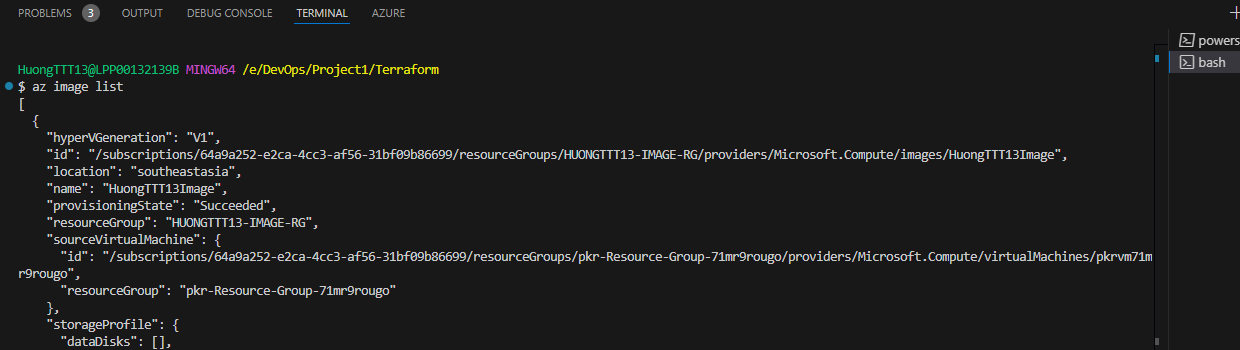 PROBLEMS 3 OUTPUT DEBUG CONSOLE TERMINAL AZURE
powers
bash
HuongTTT13@LPP00132139B MINGW64 /e/DevOps/Project1/Terraform
$ az image list
[
  {
    "hyperVGeneration": "V1",
    "id": "/subscriptions/64a9a252-e2ca-4cc3-af56-31bf09b86699/resourceGroups/HUONGTTT13-IMAGE-RG/providers/Microsoft.Compute/images/HuongTTT13Image",
    "location": "southeastasia",
    "name": "HuongTTT13Image",
    "provisioningState": "Succeeded",
    "resourceGroup": "HUONGTTT13-IMAGE-RG",
    "sourceVirtualMachine": {
      "id": "/subscriptions/64a9a252-e2ca-4cc3-af56-31bf09b86699/resourceGroups/pkr-Resource-Group-71mr9rougo/providers/Microsoft.Compute/virtualMachines/pkrvm71m
r9rougo",
      "resourceGroup": "pkr-Resource-Group-71mr9rougo"
    },
    "storageProfile": {
      "dataDisks": [],